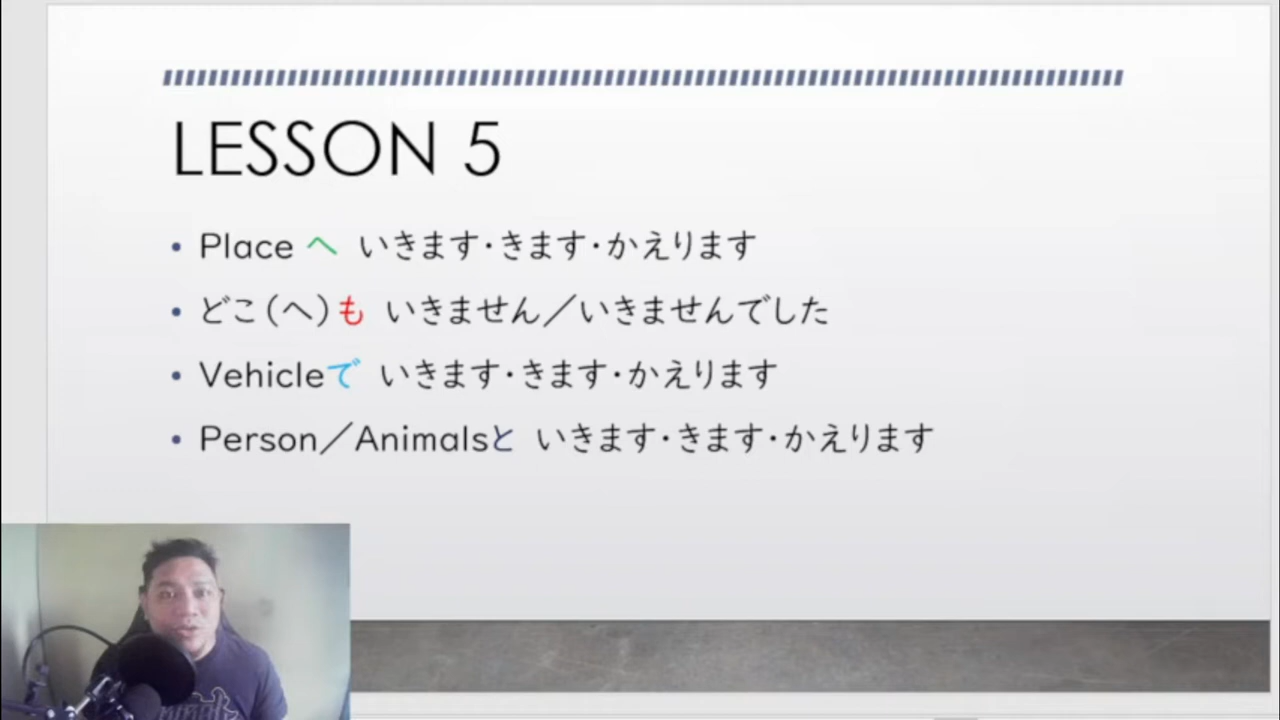 LESSON 5
• Place へ いきます・きます・かえります
• どこ(へ)も いきません/いきませんでした
• Vehicleで いきます・きます・かえります
• Person/Animalsと いきます・きます・かえります